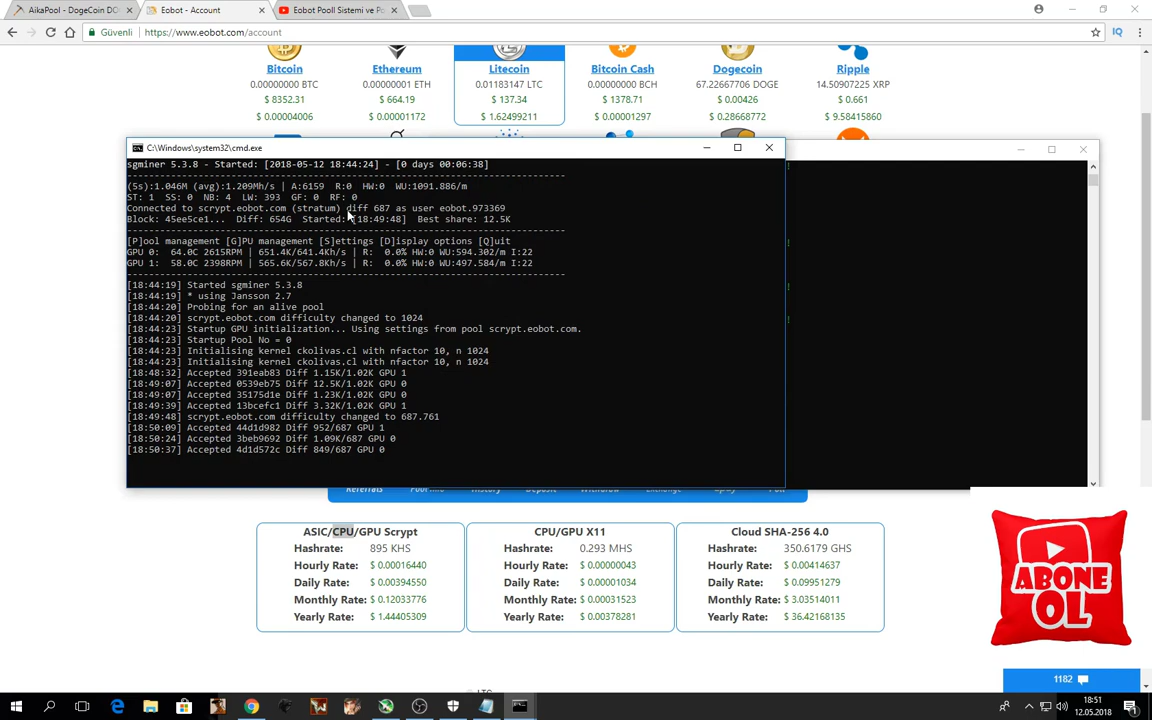 AikaPool - DogeCoin DO
Eobot - Account
Eobot Pooll Sistemi ve Po
Güvenli
https://www.eobot.com/account
Bitcoin Ethereum Litecoin Bitcoin Cash Dogecoin Ripple
0.00000000 BTC 0.00000001 ETH 0.01183147 LTC 0.00000000 BCH 67.22667706 DOGE 14.50907225 XRP
$ 8352.31 $ 664.19 $ 137.34 $ 1378.71 $ 0.00426 $ 0.661
$ 0.00004006 $ 0.00001172 $ 1.62499211 $ 0.00001297 $ 0.28668772 $ 9.58415860
C:\Windows\system32\cmd.exe
sgminer 5.3.8 - Started: [2018-05-12 18:44:24] - [0 days 00:06:38]
(5s):1.046M (avg):1.209Mh/s | A:6159 R:0 HW:0 WU:1091.886/m
ST: 1 SS: 0 NB: 4 LW: 393 GF: 0 RF: 0
Connected to scrypt.eobot.com (stratum) diff 687 as user eobot.973369
Block: 45ee5ce1... Diff: 654G Started: [18:49:48] Best share: 12.5K
[P]ool management [G]PU management [S]ettings [D]isplay options [Q]uit
GPU 0: 64.0C 2615RPM | 651.4K/641.4Kh/s | R: 0.0% HW:0 WU:594.302/m I:22
GPU 1: 58.0C 2398RPM | 565.6K/567.8Kh/s | R: 0.0% HW:0 WU:497.584/m I:22
[18:44:19] Started sgminer 5.3.8
[18:44:19] * using Jansson 2.7
[18:44:20] Probing for an alive pool
[18:44:20] scrypt.eobot.com difficulty changed to 1024
[18:44:23] Startup GPU initialization... Using settings from pool scrypt.eobot.com.
[18:44:23] Startup Pool No = 0
[18:44:23] Initialising kernel ckolivas.cl with nfactor 10, n 1024
[18:44:23] Initialising kernel ckolivas.cl with nfactor 10, n 1024
[18:48:32] Accepted 391eab83 Diff 1.15K/1.02K GPU 1
[18:49:07] Accepted 0539eb75 Diff 12.5K/1.02K GPU 0
[18:49:07] Accepted 35175d1e Diff 1.23K/1.02K GPU 0
[18:49:39] Accepted 13bcefc1 Diff 3.32K/1.02K GPU 1
[18:49:48] scrypt.eobot.com difficulty changed to 687.761
[18:50:09] Accepted 44d1d982 Diff 952/687 GPU 1
[18:50:24] Accepted 3beb9692 Diff 1.09K/687 GPU 0
[18:50:37] Accepted 4d1d572c Diff 849/687 GPU 0
Referrals History Deposit Withdraw Exchange
ASIC/CPU/GPU Scrypt
Hashrate: 895 KHS
Hourly Rate: $ 0.00016440
Daily Rate: $ 0.00394550
Monthly Rate: $ 0.12033776
Yearly Rate: $ 1.44405309
CPU/GPU X11
Hashrate: 0.293 MHS
Hourly Rate: $ 0.00000043
Daily Rate: $ 0.00001034
Monthly Rate: $ 0.00031523
Yearly Rate: $ 0.00378281
Cloud SHA-256 4.0
Hashrate: 350.6179 GHS
Hourly Rate: $ 0.00414637
Daily Rate: $ 0.09951279
Monthly Rate: $ 3.03514011
Yearly Rate: $ 36.42168135
ABONE
OL
LTC
1182
18:51
12.05.2018